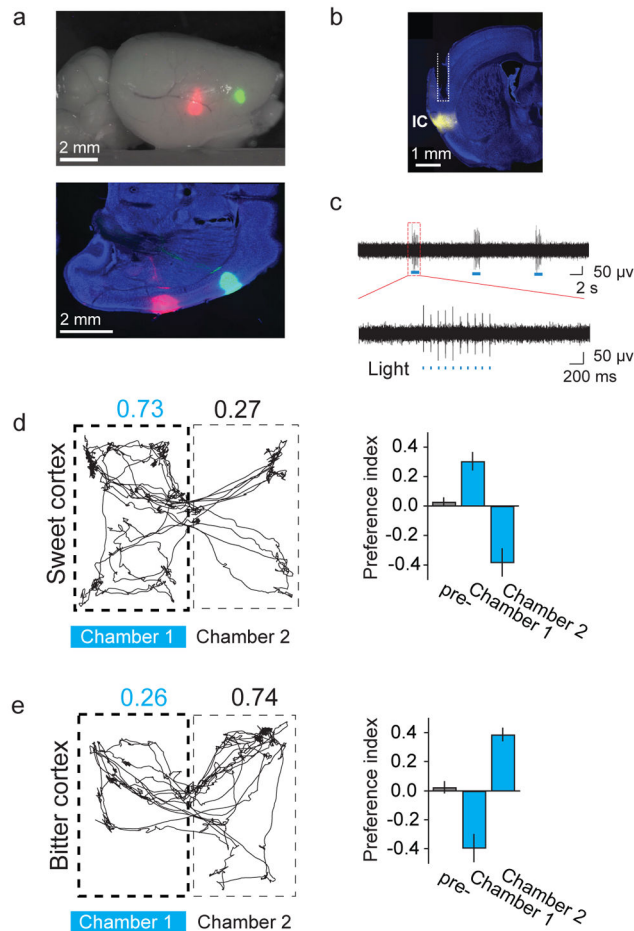 a
2 mm
2 mm
b
IC
1 mm
c
50 μv
2 s
50 μv
Light
200 ms
d
0.73 0.27
Sweet cortex
Chamber 1 Chamber 2
Preference index
0.4
0.2
0.0
-0.2
-0.4
pre-
Chamber 1
Chamber 2
e
0.26 0.74
Bitter cortex
Chamber 1 Chamber 2
Preference index
0.4
0.2
0.0
-0.2
-0.4
pre-
Chamber 1
Chamber 2